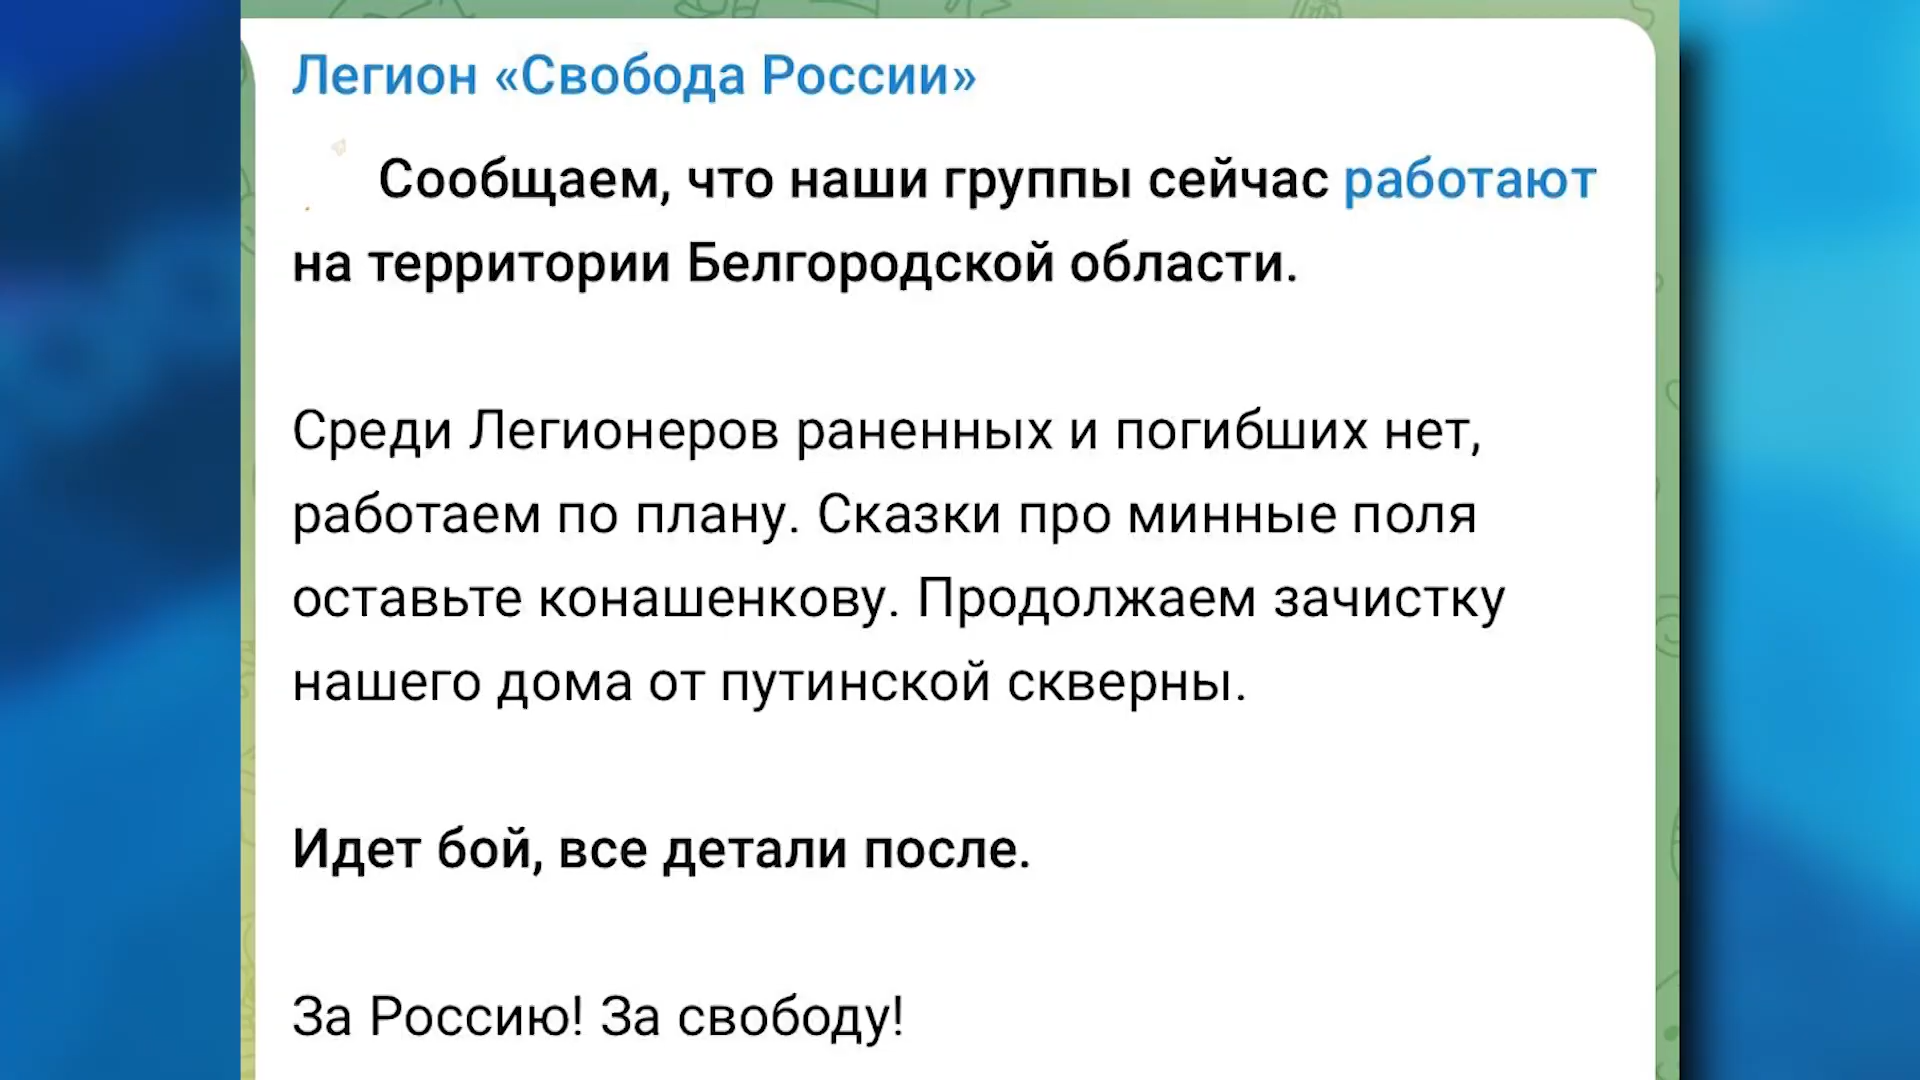 Легион «Свобода России»
Сообщаем, что наши группы сейчас работают
на территории Белгородской области.
Среди Легионеров раненных и погибших нет,
работаем по плану. Сказки про минные поля
оставьте конашенкову. Продолжаем зачистку
нашего дома от путинской скверны.
Идет бой, все детали после.
За Россию! За свободу!